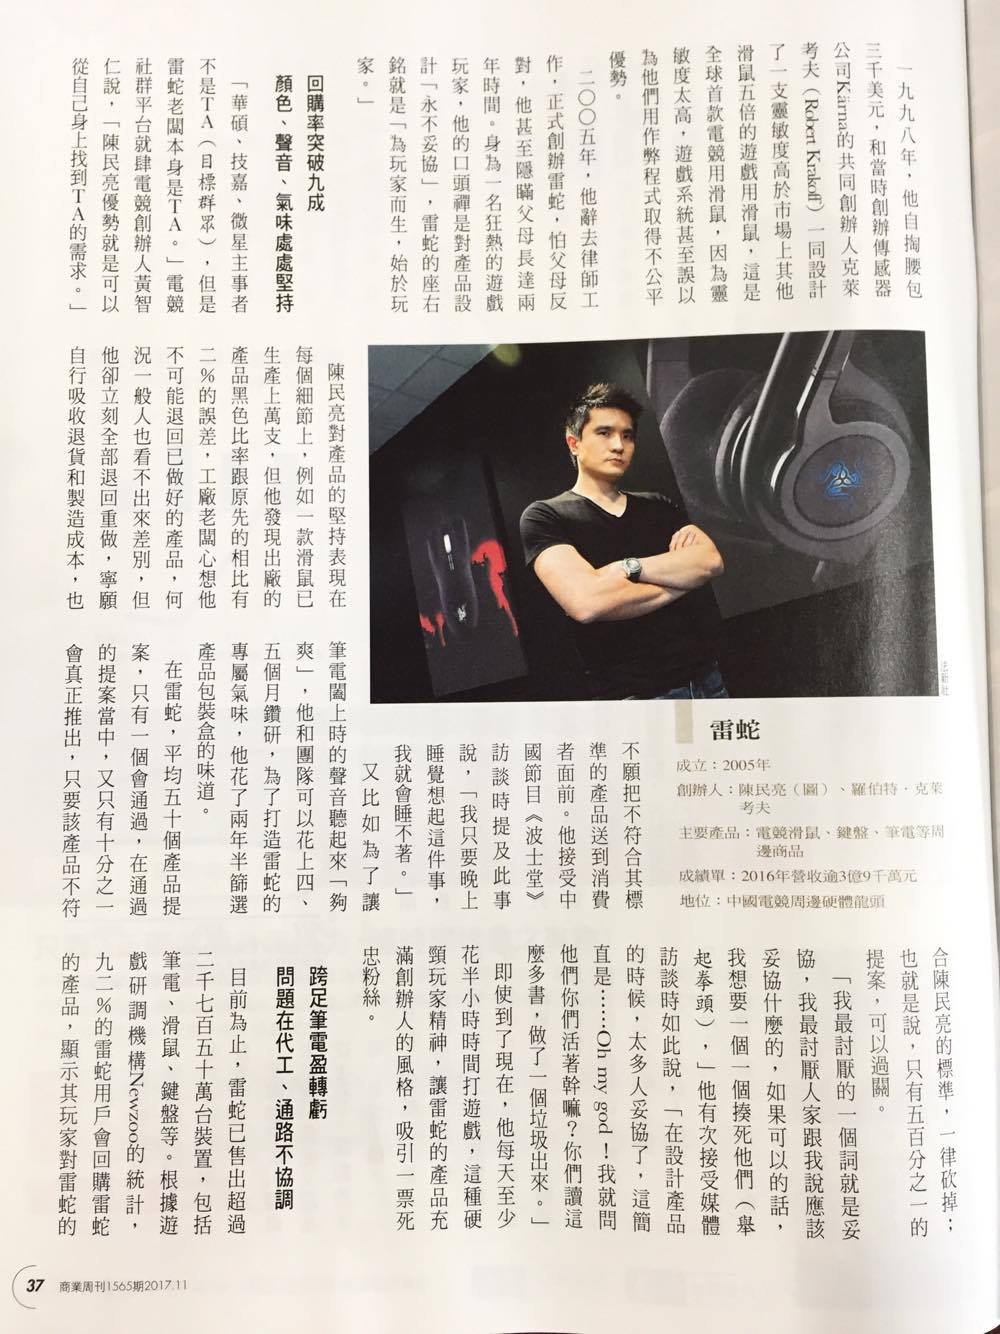 一九九八年，他自掏腰包
三千美元，和當時創辦傳感器
公司Kärna的共同創辦人克萊
考夫（Robert Krakoff）一同設計
了一支靈敏度高於市場上其他
滑鼠五倍的遊戲用滑鼠，這是
全球首款電競用滑鼠，因為靈
敏度太高，遊戲系統甚至誤以
為他們用作弊程式取得不公平
優勢。
二○○五年，他辭去律師工
作，正式創辦雷蛇，怕父母反
對，他甚至隱瞞父母長達兩
年時間。身為一名狂熱的遊戲
玩家，他的口頭禪是對產品設
計「永不妥協」，雷蛇的座右
銘就是「為玩家而生，始於玩
家。」
回購率突破九成
顏色、聲音、氣味處處堅持
「華碩、技嘉、微星主事者
不是TA（目標群眾），但是
雷蛇老闆本身是TA。」電競
社群平台就肆電競創辦人黃智
仁說，「陳民亮優勢就是可以
從自己身上找到TA的需求。」
陳民亮對產品的堅持表現在
每個細節上，例如一款滑鼠已
生產上萬支，但他發現出廠的
產品黑色比率跟原先的相比有
二％的誤差，工廠老闆心想他
不可能退回已做好的產品，何
況一般人也看不出來差別，但
他卻立刻全部退回重做，寧願
自行吸收退貨和製造成本，也
不願把不符合其標
準的產品送到消費
者面前。他接受中
國節目《波士堂》
訪談時提及此事
說，「我只要晚上
睡覺想起這件事，
我就會睡不著。」
又比如為了讓
筆電闔上時的聲音聽起來「夠
爽」，他和團隊可以花上四、
五個月鑽研，為了打造雷蛇的
專屬氣味，他花了兩年半篩選
產品包裝盒的味道。
在雷蛇，平均五十個產品提
案，只有一個會通過，在通過
的提案當中，又只有十分之一
會真正推出，只要該產品不符
合陳民亮的標準，一律砍掉；
也就是說，只有五百分之一的
提案，可以過關。
「我最討厭的一個詞就是妥
協，我最討厭人家跟我說應該
妥協什麼的，如果可以的話，
我想要一個一個揍死他們（舉
起拳頭），」他有次接受媒體
訪談時如此說，「在設計產品
的時候，太多人妥協了，這簡
直是……Oh my god！我就問
他們你們活著幹嘛？你們讀這
麼多書，做了一個垃圾出來。」
即使到了現在，他每天至少
花半小時時間打遊戲，這種硬
頸玩家精神，讓雷蛇的產品充
滿創辦人的風格，吸引一票死
忠粉絲。
跨足筆電盈轉虧
問題在代工、通路不協調
目前為止，雷蛇已售出超過
二千七百五十萬台裝置，包括
筆電、滑鼠、鍵盤等。根據遊
戲研調機構Newzoo的統計，
九二％的雷蛇用戶會回購雷蛇
的產品，顯示其玩家對雷蛇的
法新社
雷蛇
成立：2005年
創辦人：陳民亮（圖）、羅伯特·克萊
考夫
主要產品：電競滑鼠、鍵盤、筆電等周
邊商品
成績單：2016年營收逾3億9千萬元
地位：中國電競周邊硬體龍頭
37 商業周刊1565期2017.11